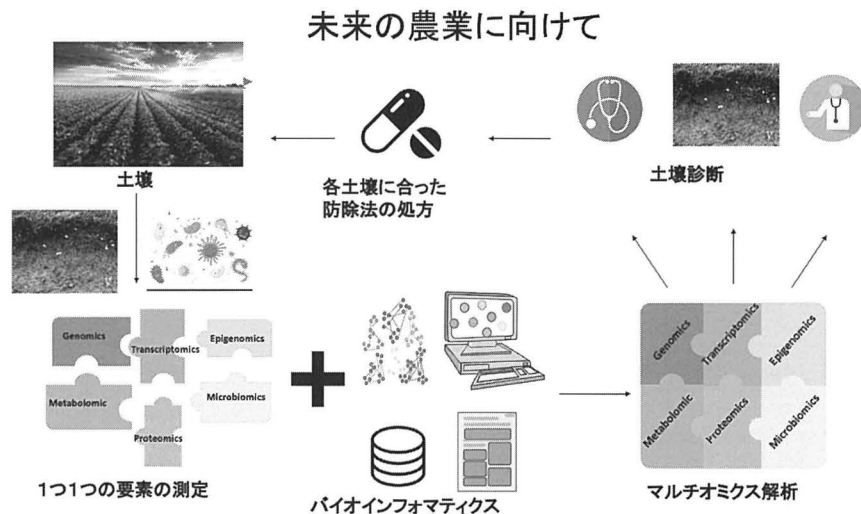 未来の農業に向けて
土壌
各土壌に合った
防除法の処方
土壌診断
Genomics
Transcriptomics
Epigenomics
Metabolomic
Proteomics
Microbiomics
1つ1つの要素の測定
バイオインフォマティクス
Genomics
Transcriptomics
Epigenomics
Metabolomic
Proteomics
Microbiomics
マルチオミクス解析